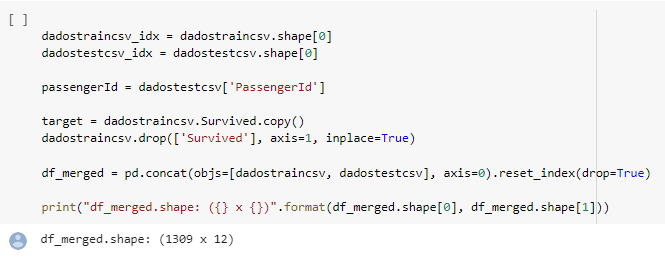 [ ]
dadostraincsv_idx = dadostraincsv.shape[0]
dadostestcsv_idx = dadostestcsv.shape[0]
passengerId = dadostestcsv['PassengerId']
target = dadostraincsv.Survived.copy()
dadostraincsv.drop(['Survived'], axis=1, inplace=True)
df_merged = pd.concat(objs=[dadostraincsv, dadostestcsv], axis=0).reset_index(drop=True)
print("df_merged.shape: ({} x {})".format(df_merged.shape[0], df_merged.shape[1]))
df_merged.shape: (1309 x 12)